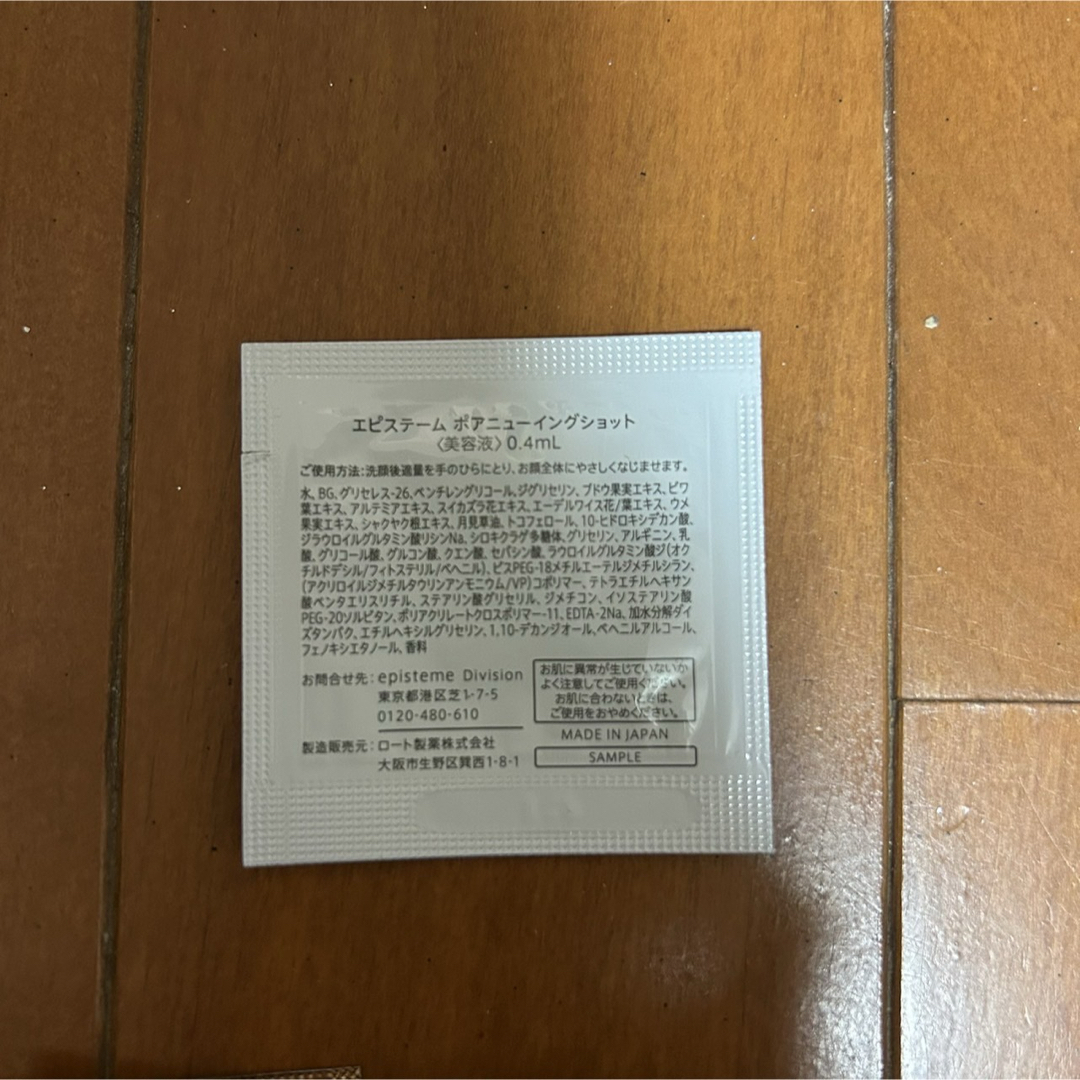 エピステーム ポアニューイングショット
〈美容液〉0.4mL
ご使用方法:洗顔後適量を手のひらにとり、お顔全体にやさしくなじませます。
水、BG、グリセレス-26、ペンチレングリコール、ジグリセリン、ブドウ果実エキス、ビワ
葉エキス、アルテミアエキス、スイカズラ花エキス、エーデルワイス花/葉エキス、ウメ
果実エキス、シャクヤク根エキス、月見草油、トコフェロール、10-ヒドロキシデカン酸、
ジラウロイルグルタミン酸リシンNa、シロキクラゲ多糖体、グリセリン、アルギニン、乳
酸、グリコール酸、グルコン酸、クエン酸、セバシン酸、ラウロイルグルタミン酸ジ(オク
チルドデシル/フィトステリル/ベヘニル)、ビスPEG-18メチルエーテルジメチルシラン、
(アクリロイルジメチルタウリンアンモニウム/VP)コポリマー、テトラエチルヘキサン
酸ペンタエリスリチル、ステアリン酸グリセリル、ジメチコン、イソステアリン酸
PEG-20ソルビタン、ポリアクリレートクロスポリマー-11、EDTA-2Na、加水分解ダイ
ズタンパク、エチルヘキシルグリセリン、1,10-デカンジオール、ベヘニルアルコール、
フェノキシエタノール、香料
お問合せ先:episteme Division
東京都港区芝1-7-5
0120-480-610
製造販売元:ロート製薬株式会社
大阪市生野区巽西1-8-1
お肌に異常が生じていないか
よく注意してご使用ください。
お肌に合わないときは、
ご使用をおやめください。
MADE IN JAPAN
SAMPLE